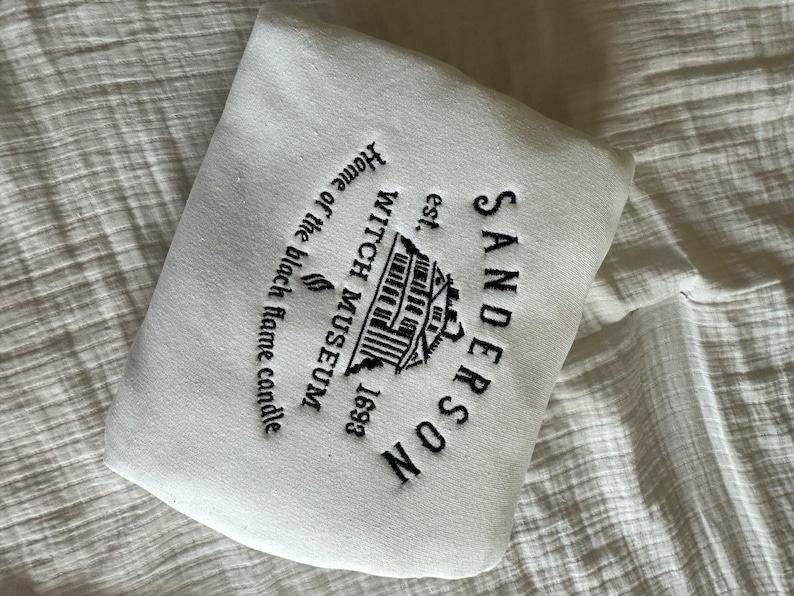 SANDERSON
est. 1693
WITCH MUSEUM
Home of the black flame candle